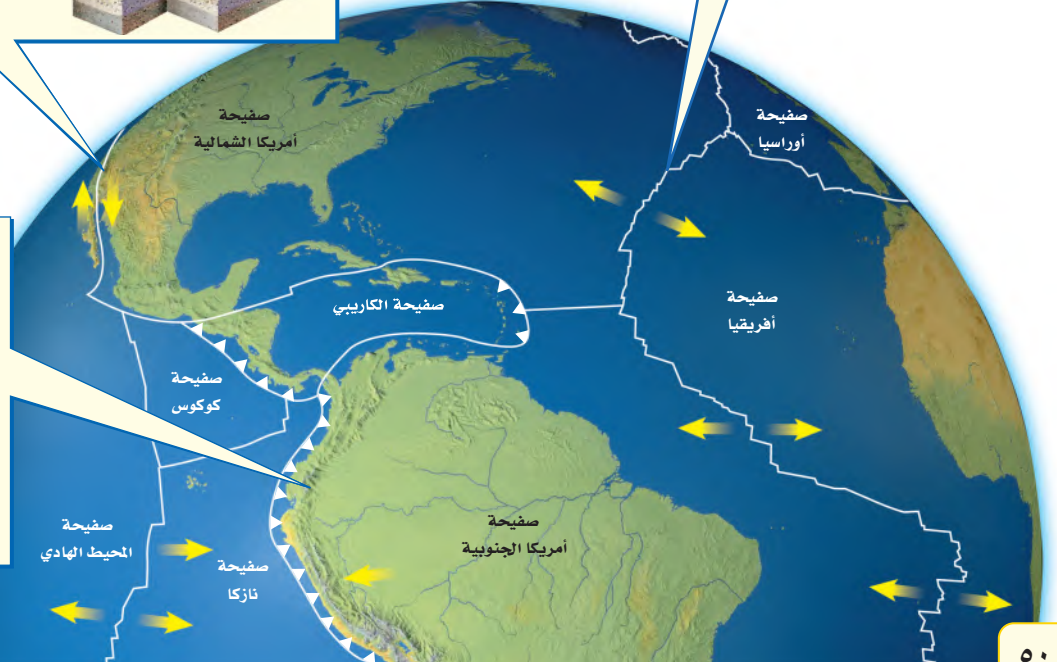 صفيحة
أمريكا الشمالية
صفيحة
أوراسيا
صفيحة الكاريبي
صفيحة
أفريقيا
صفيحة
كوكوس
صفيحة
أمريكا الجنوبية
صفيحة
المحيط الهادي
صفيحة
نازكا
٥٠